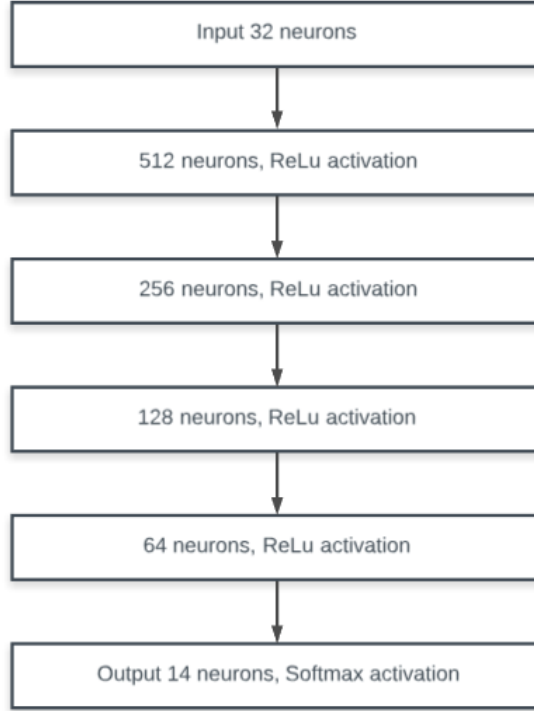 Input 32 neurons
512 neurons, ReLu activation
256 neurons, ReLu activation
128 neurons, ReLu activation
64 neurons, ReLu activation
Output 14 neurons, Softmax activation